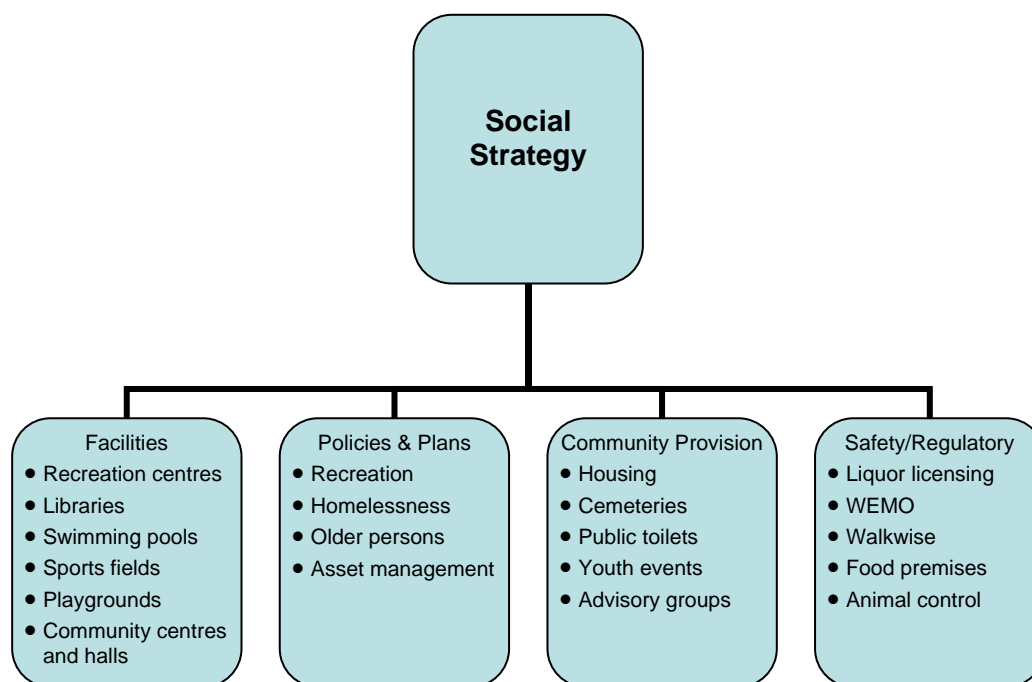 Social
Strategy
Facilities
• Recreation centres
• Libraries
• Swimming pools
• Sports fields
• Playgrounds
• Community centres
and halls
Policies & Plans
• Recreation
• Homelessness
• Older persons
• Asset management
Community Provision
• Housing
• Cemeteries
• Public toilets
• Youth events
• Advisory groups
Safety/Regulatory
• Liquor licensing
• WEMO
• Walkwise
• Food premises
• Animal control